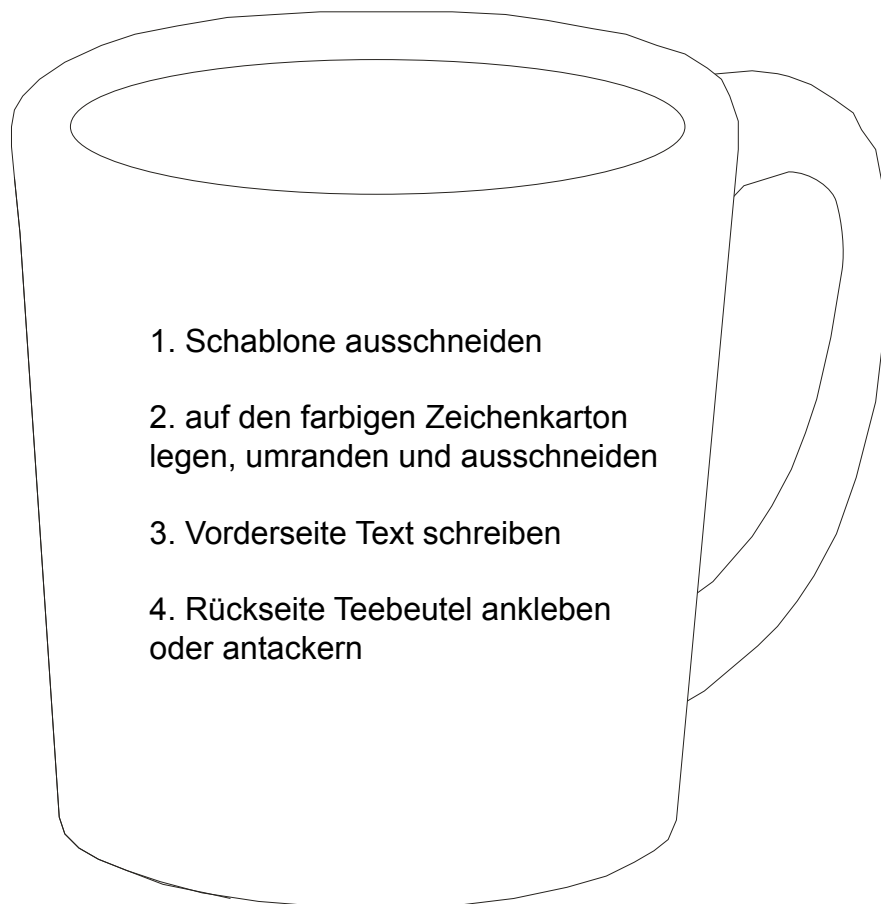 1. Schablone ausschneiden
2. auf den farbigen Zeichenkarton
legen, umranden und ausschneiden
3. Vorderseite Text schreiben
4. Rückseite Teebeutel ankleben
oder antackern